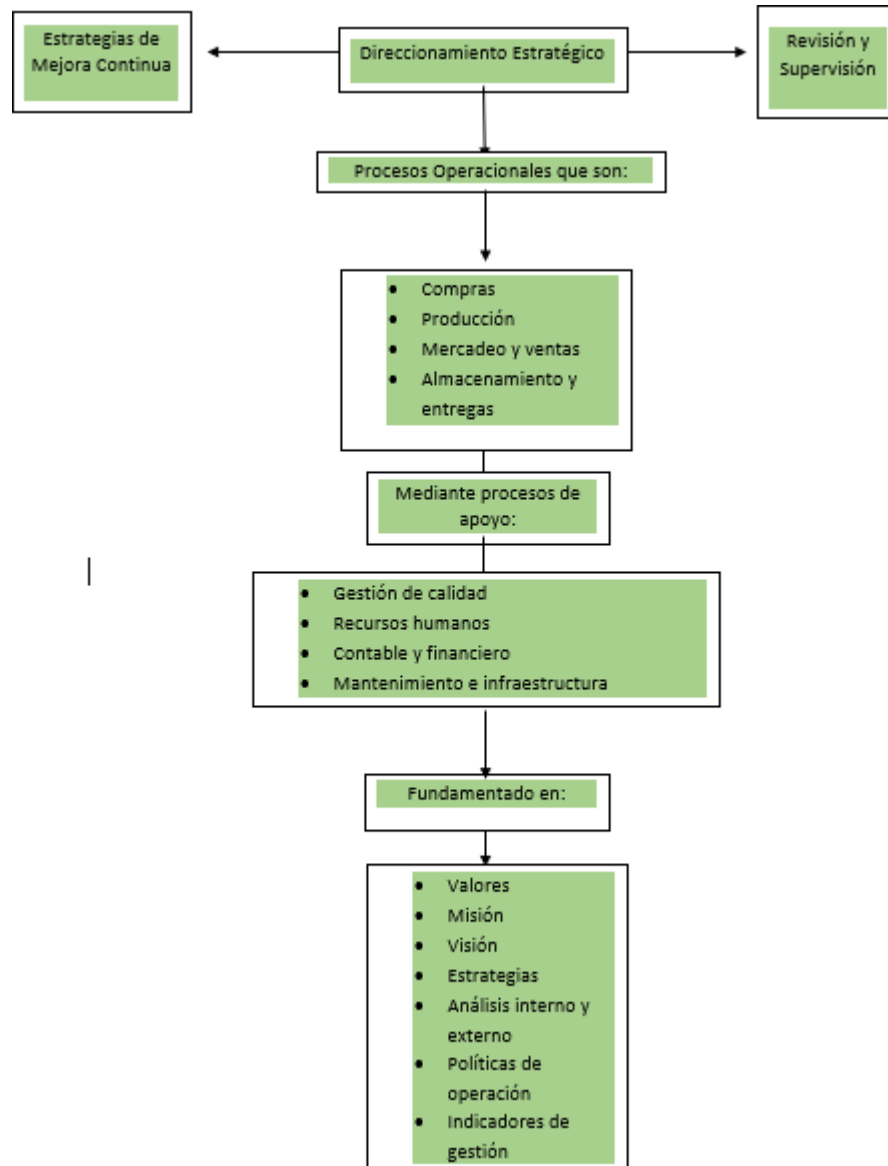 Estrategias de
Mejora Continua
Direccionamiento Estratégico
Revisión y
Supervisión
Procesos Operacionales que son:
• Compras
• Producción
• Mercadeo y ventas
• Almacenamiento y
entregas
Mediante procesos de
apoyo:
• Gestión de calidad
• Recursos humanos
• Contable y financiero
• Mantenimiento e infraestructura
Fundamentado en:
• Valores
• Misión
• Visión
• Estrategias
• Análisis interno y
externo
• Políticas de
operación
• Indicadores de
gestión